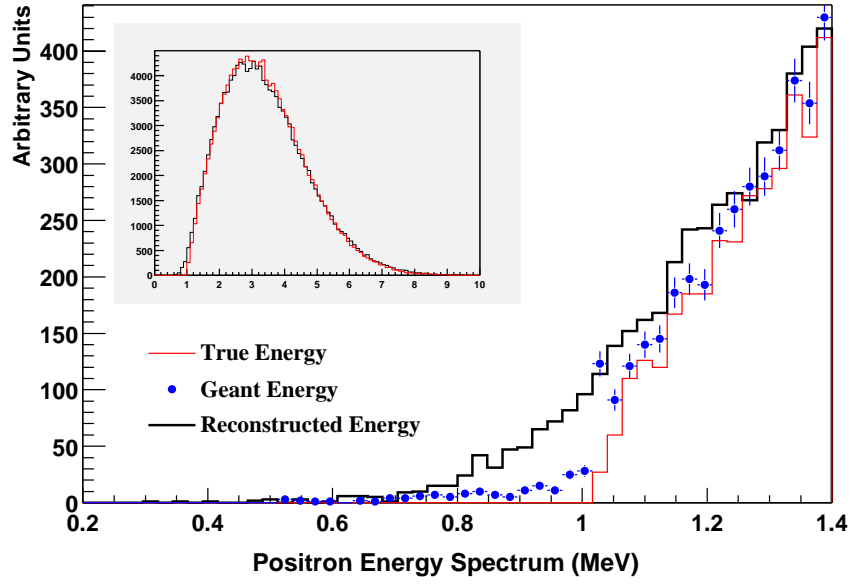 Arbitrary Units
400
350
300
250
200
150
100
50
0
4000
3500
3000
2500
2000
1500
1000
500
0
0 1 2 3 4 5 6 7 8 9 10
True Energy
Geant Energy
Reconstructed Energy
0.2 0.4 0.6 0.8 1 1.2 1.4
Positron Energy Spectrum (MeV)